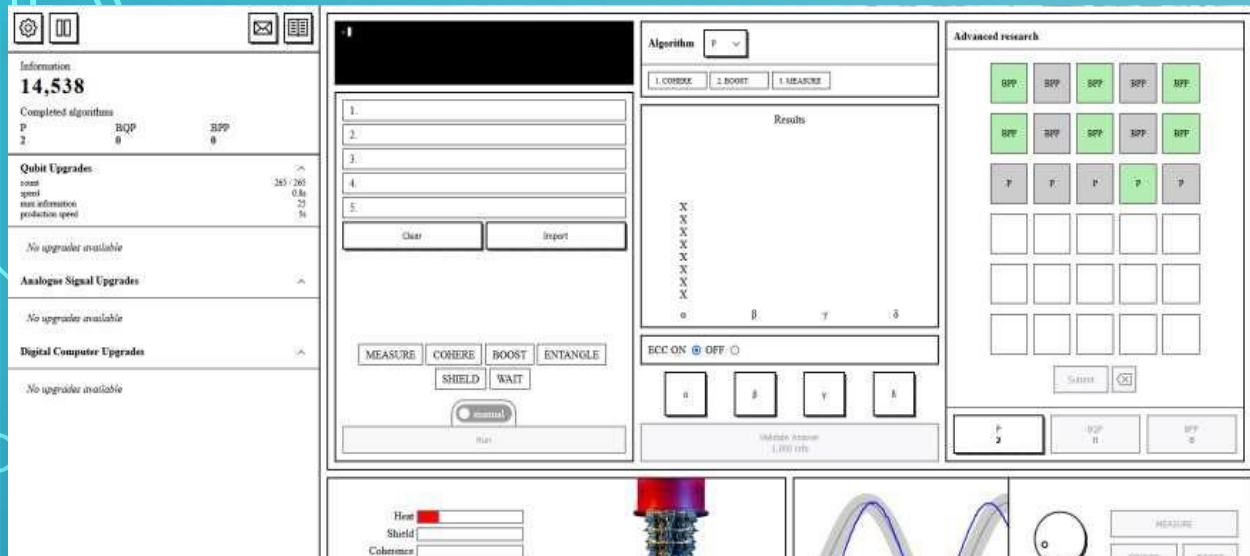 Information
14,538
Completed algorithms
P BQP BPP
2 0 0
Qubit Upgrades
count 265 / 265
speed 0.8s
max information 25
production speed 5s
No upgrades available
Analogue Signal Upgrades
No upgrades available
Digital Computer Upgrades
No upgrades available
1.
2.
3.
4.
5.
Clear Import
MEASURE COHERE BOOST ENTANGLE
SHIELD WAIT
manual
Run
Algorithm P
1. COHERE 2. BOOST 3. MEASURE
Results
X
X
X
X
X
X
X
X
α β γ δ
ECC ON OFF
α β γ δ
Validate Answer
1,000 info
Advanced research
BPP BPP BPP BPP BPP
BPP BPP BPP BPP BPP
P P P P P
Submit
P BQP BPP
2 0 0
Heat
Shield
Coherence
MEASURE